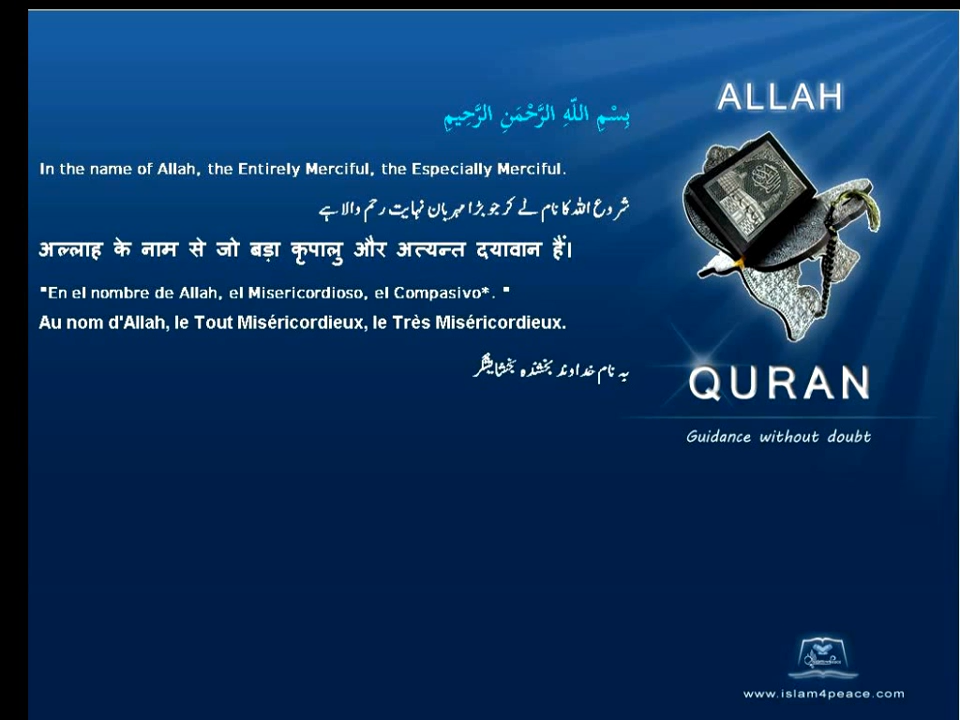 بِسْمِ اللَّهِ الرَّحْمَنِ الرَّحِيمِ
In the name of Allah, the Entirely Merciful, the Especially Merciful.
شروع الله کا نام لے کر جو بڑا مہربان نہایت رحم والا ہے
अल्लाह के नाम से जो बड़ा कृपालु और अत्यन्त दयावान हैं।
"En el nombre de Allah, el Misericordioso, el Compasivo*. "
Au nom d'Allah, le Tout Miséricordieux, le Très Miséricordieux.
به نام خداوند بخشنده بخشایشگر
ALLAH
QURAN
Guidance without doubt
www.islam4peace.com